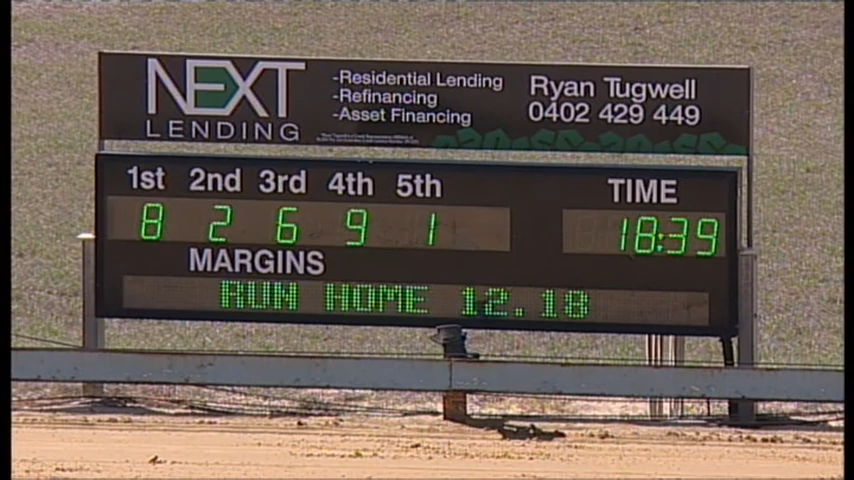 NEXT
LENDING
-Residential Lending
-Refinancing
-Asset Financing
Ryan Tugwell
0402 429 449
1st 2nd 3rd 4th 5th
TIME
8 2 6 9 1
18:39
MARGINS
RUN HOME 12.18